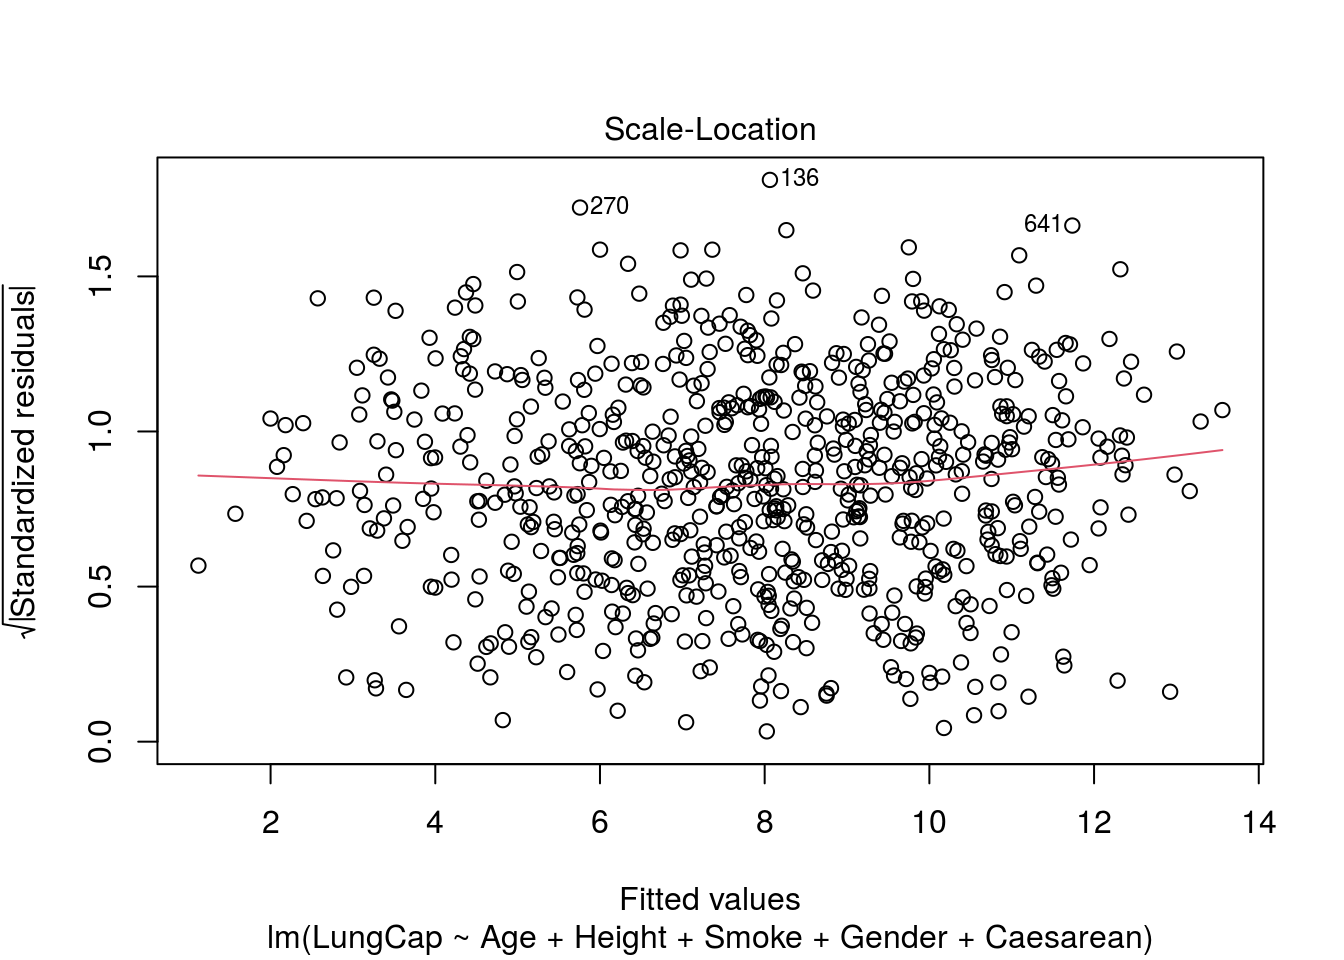 Scale-Location
136
270
641
√|Standardized residuals|
1.5
1.0
0.5
0.0
2 4 6 8 10 12 14
Fitted values
lm(LungCap ~ Age + Height + Smoke + Gender + Caesarean)